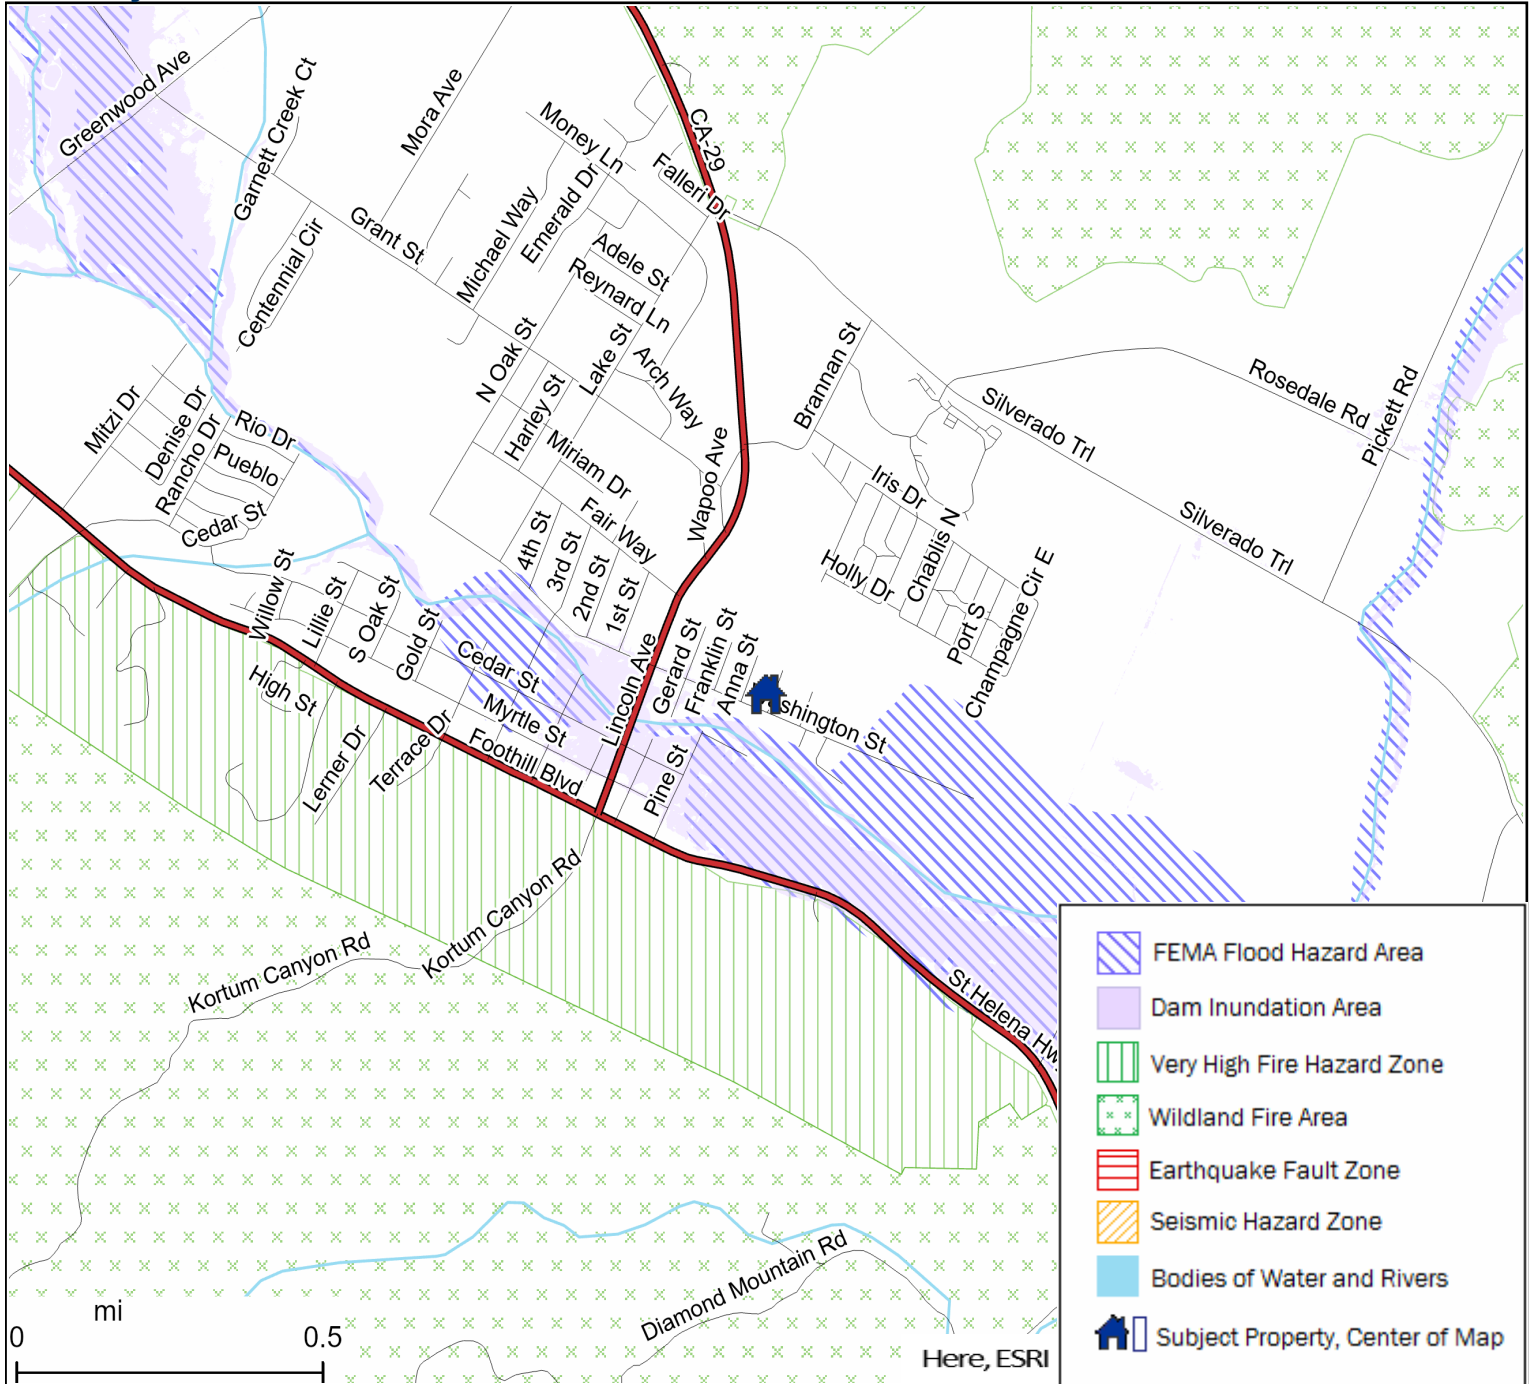 Greenwood Ave
Garnett Creek Ct
Mora Ave
Money Ln
CA-29
Falleri Dr
Michael Way
Emerald Dr
Grant St
Centennial Cir
Adele St
Reynard Ln
N Oak St
Lake St
Arch Way
Harley St
Brannan St
Silverado Trl
Rosedale Rd
Pickett Rd
Mitzi Dr
Denise Dr
Rancho Dr
Rio Dr
Pueblo
Cedar St
Miriam Dr
Fair Way
Wapoo Ave
Iris Dr
Silverado Trl
4th St
3rd St
2nd St
1st St
Holly Dr
Chablis N
Port S
Champagne Cir E
Willow St
Lillie St
S Oak St
Gold St
Cedar St
Lincoln Ave
Gerard St
Franklin St
Anna St
shington St
High St
Myrtle St
Foothill Blvd
Terrace Dr
Lerner Dr
Pine St
Kortum Canyon Rd
Kortum Canyon Rd
St Helena Hw
Diamond Mountain Rd
FEMA Flood Hazard Area
Dam Inundation Area
Very High Fire Hazard Zone
Wildland Fire Area
Earthquake Fault Zone
Seismic Hazard Zone
Bodies of Water and Rivers
Subject Property, Center of Map
mi
0 0.5
Here, ESRI